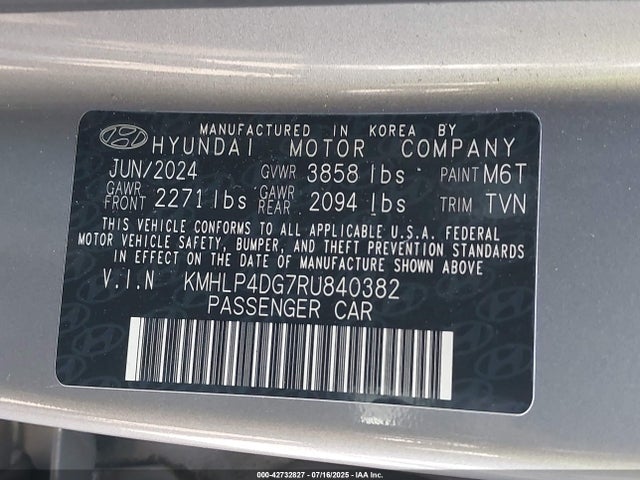 MANUFACTURED IN KOREA BY
HYUNDAI MOTOR COMPANY
JUN/2024 GVWR 3858 lbs PAINT M6T
GAWR FRONT 2271 lbs GAWR REAR 2094 lbs TRIM TVN
THIS VEHICLE CONFORMS TO ALL APPLICABLE U.S.A. FEDERAL
MOTOR VEHICLE SAFETY, BUMPER, AND THEFT PREVENTION STANDARDS
IN EFFECT ON THE DATE OF MANUFACTURE SHOWN ABOVE
V.I.N KMHLP4DG7RU840382
PASSENGER CAR
000-42732827 - 07/16/2025 - IAA Inc.